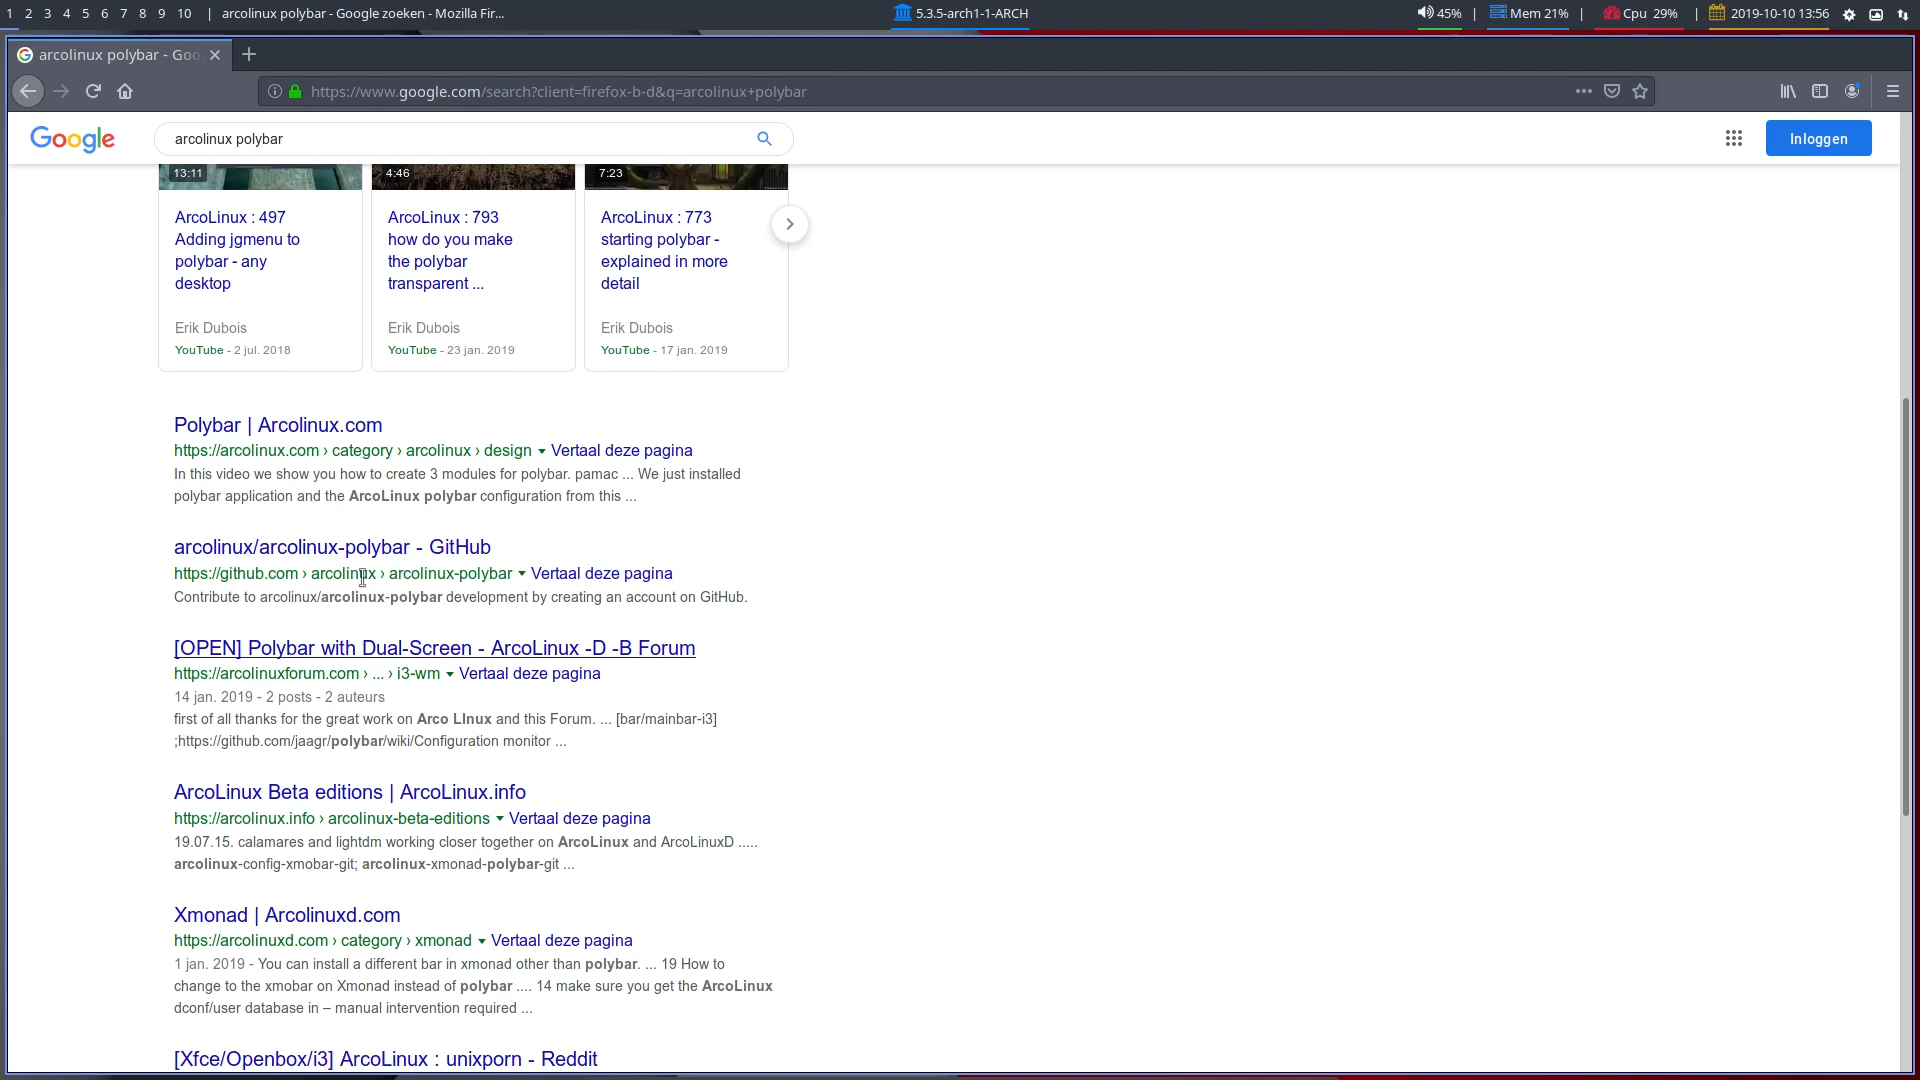 1 2 3 4 5 6 7 8 9 10 | arcolinux polybar - Google zoeken - Mozilla Fir... 5.3.5-arch1-1-ARCH 45% | Mem 21% | Cpu 29% | 2019-10-10 13:56
arcolinux polybar - Goo
https://www.google.com/search?client=firefox-b-d&q=arcolinux+polybar
Google arcolinux polybar Inloggen
13:11 4:46 7:23
ArcoLinux : 497
Adding jgmenu to
polybar - any
desktop
Erik Dubois
YouTube - 2 jul. 2018
ArcoLinux : 793
how do you make
the polybar
transparent ...
Erik Dubois
YouTube - 23 jan. 2019
ArcoLinux : 773
starting polybar -
explained in more
detail
Erik Dubois
YouTube - 17 jan. 2019
Polybar | Arcolinux.com
https://arcolinux.com › category › arcolinux › design ▾ Vertaal deze pagina
In this video we show you how to create 3 modules for polybar. pamac ... We just installed
polybar application and the ArcoLinux polybar configuration from this ...
arcolinux/arcolinux-polybar - GitHub
https://github.com › arcolinux › arcolinux-polybar ▾ Vertaal deze pagina
Contribute to arcolinux/arcolinux-polybar development by creating an account on GitHub.
[OPEN] Polybar with Dual-Screen - ArcoLinux -D -B Forum
https://arcolinuxforum.com › ... › i3-wm ▾ Vertaal deze pagina
14 jan. 2019 - 2 posts - 2 auteurs
first of all thanks for the great work on Arco LInux and this Forum. ... [bar/mainbar-i3]
;https://github.com/jaagr/polybar/wiki/Configuration monitor ...
ArcoLinux Beta editions | ArcoLinux.info
https://arcolinux.info › arcolinux-beta-editions ▾ Vertaal deze pagina
19.07.15. calamares and lightdm working closer together on ArcoLinux and ArcoLinuxD .....
arcolinux-config-xmobar-git; arcolinux-xmonad-polybar-git ...
Xmonad | Arcolinuxd.com
https://arcolinuxd.com › category › xmonad ▾ Vertaal deze pagina
1 jan. 2019 - You can install a different bar in xmonad other than polybar. ... 19 How to
change to the xmobar on Xmonad instead of polybar .... 14 make sure you get the ArcoLinux
dconf/user database in – manual intervention required ...
[Xfce/Openbox/i3] ArcoLinux : unixporn - Reddit